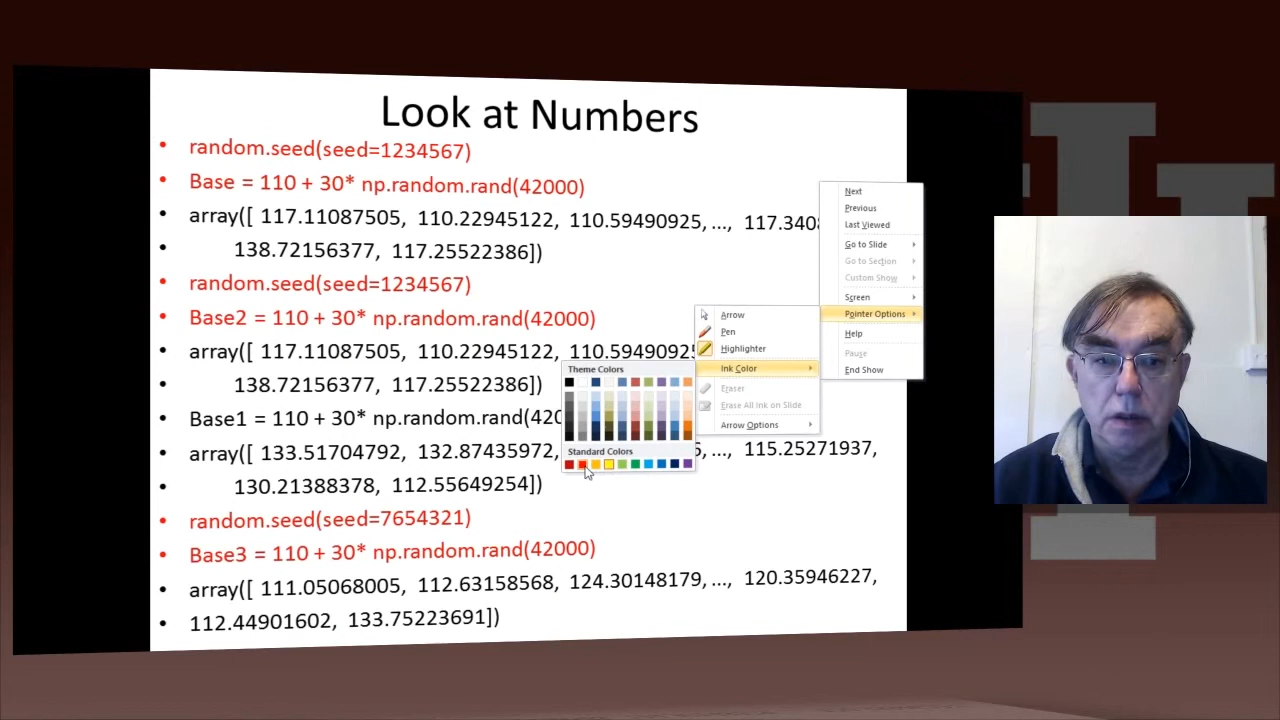 Look at Numbers
• random.seed(seed=1234567)
• Base = 110 + 30* np.random.rand(42000)
• array([ 117.11087505, 110.22945122, 110.59490925, ..., 117.340
• 138.72156377, 117.25522386])
• random.seed(seed=1234567)
• Base2 = 110 + 30* np.random.rand(42000)
• array([ 117.11087505, 110.22945122, 110.5949092
• 138.72156377, 117.25522386])
• Base1 = 110 + 30* np.random.rand(420
• array([ 133.51704792, 132.87435972, ..., 115.25271937,
• 130.21388378, 112.55649254])
• random.seed(seed=7654321)
• Base3 = 110 + 30* np.random.rand(42000)
• array([ 111.05068005, 112.63158568, 124.30148179, ..., 120.35946227,
• 112.44901602, 133.75223691])
Next
Previous
Last Viewed
Go to Slide
Go to Section
Custom Show
Screen
Pointer Options
Help
Pause
End Show
Arrow
Pen
Highlighter
Ink Color
Eraser
Erase All Ink on Slide
Arrow Options
Theme Colors
Standard Colors